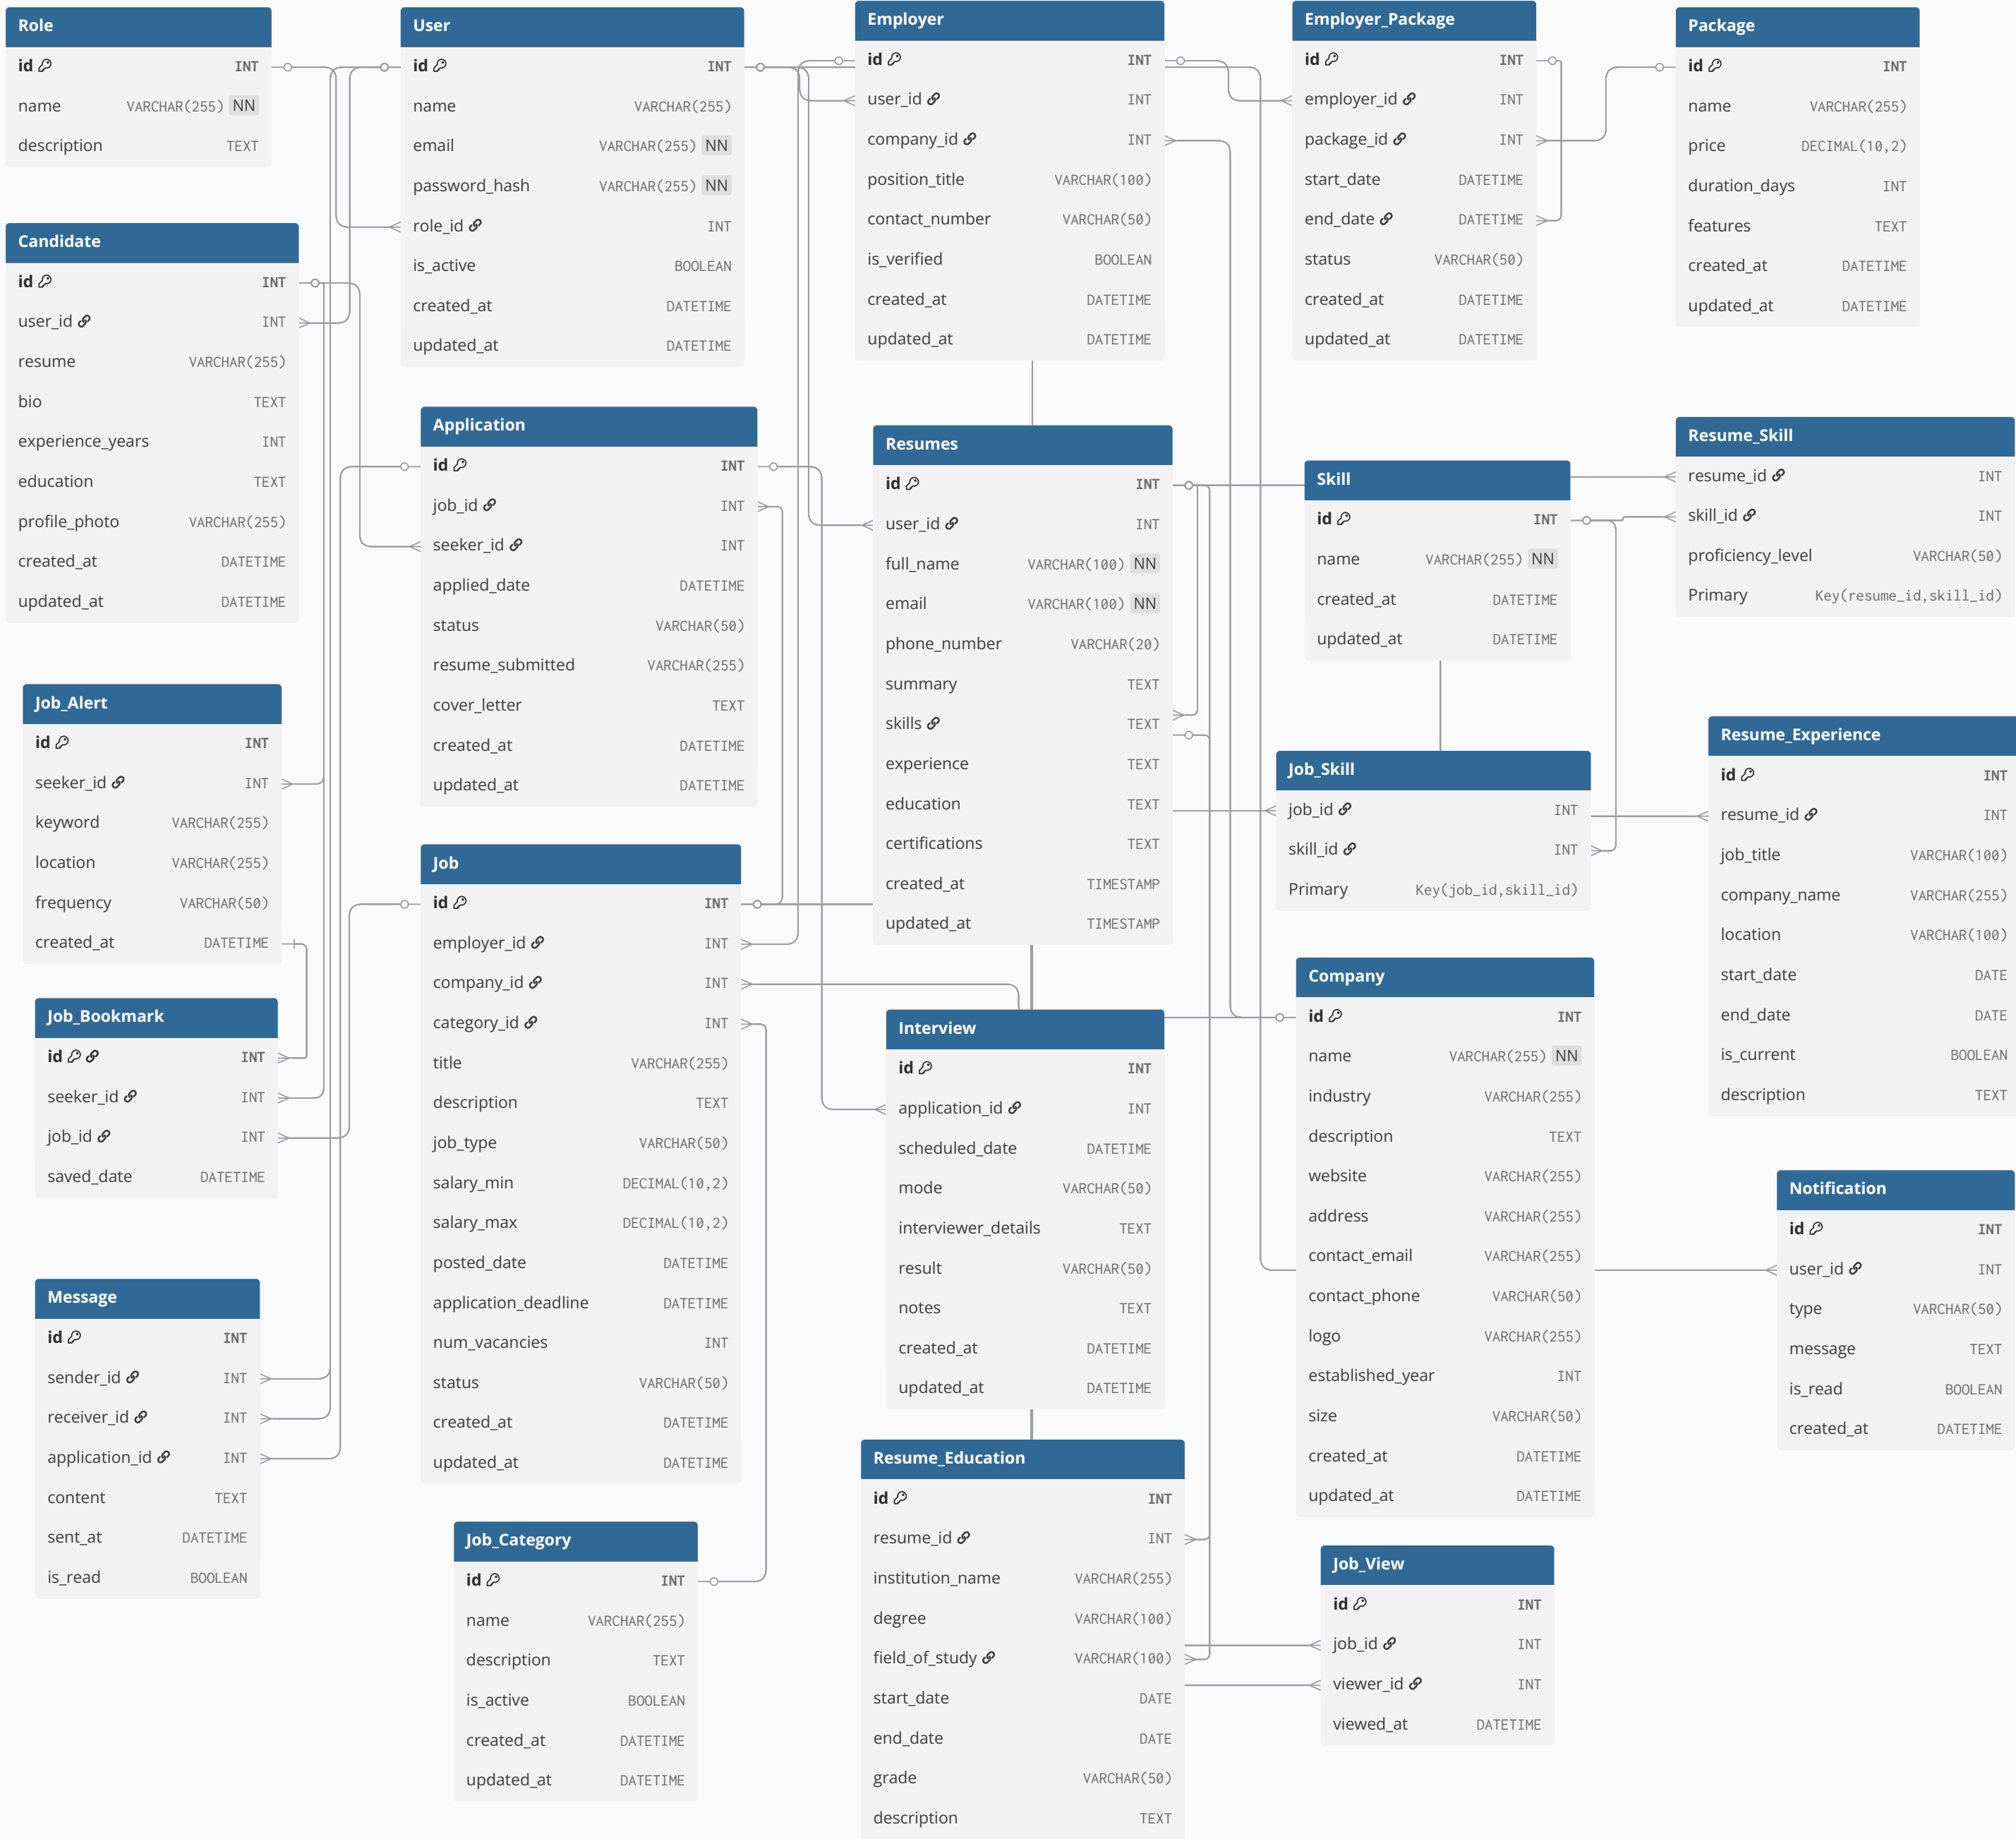 Role
id INT
name VARCHAR(255) NN
description TEXT
User
id INT
name VARCHAR(255)
email VARCHAR(255) NN
password_hash VARCHAR(255) NN
role_id INT
is_active BOOLEAN
created_at DATETIME
updated_at DATETIME
Employer
id INT
user_id INT
company_id INT
position_title VARCHAR(100)
contact_number VARCHAR(50)
is_verified BOOLEAN
created_at DATETIME
updated_at DATETIME
Employer_Package
id INT
employer_id INT
package_id INT
start_date DATETIME
end_date DATETIME
status VARCHAR(50)
created_at DATETIME
updated_at DATETIME
Package
id INT
name VARCHAR(255)
price DECIMAL(10,2)
duration_days INT
features TEXT
created_at DATETIME
updated_at DATETIME
Candidate
id INT
user_id INT
resume VARCHAR(255)
bio TEXT
experience_years INT
education TEXT
profile_photo VARCHAR(255)
created_at DATETIME
updated_at DATETIME
Application
id INT
job_id INT
seeker_id INT
applied_date DATETIME
status VARCHAR(50)
resume_submitted VARCHAR(255)
cover_letter TEXT
created_at DATETIME
updated_at DATETIME
Resumes
id INT
user_id INT
full_name VARCHAR(100) NN
email VARCHAR(100) NN
phone_number VARCHAR(20)
summary TEXT
skills TEXT
experience TEXT
education TEXT
certifications TEXT
created_at TIMESTAMP
updated_at TIMESTAMP
Skill
id INT
name VARCHAR(255) NN
created_at DATETIME
updated_at DATETIME
Resume_Skill
resume_id INT
skill_id INT
proficiency_level VARCHAR(50)
Primary Key(resume_id,skill_id)
Job_Alert
id INT
seeker_id INT
keyword VARCHAR(255)
location VARCHAR(255)
frequency VARCHAR(50)
created_at DATETIME
Job
id INT
employer_id INT
company_id INT
category_id INT
title VARCHAR(255)
description TEXT
job_type VARCHAR(50)
salary_min DECIMAL(10,2)
salary_max DECIMAL(10,2)
posted_date DATETIME
application_deadline DATETIME
num_vacancies INT
status VARCHAR(50)
created_at DATETIME
updated_at DATETIME
Job_Skill
job_id INT
skill_id INT
Primary Key(job_id,skill_id)
Resume_Experience
id INT
resume_id INT
job_title VARCHAR(100)
company_name VARCHAR(255)
location VARCHAR(100)
start_date DATE
end_date DATE
is_current BOOLEAN
description TEXT
Job_Bookmark
id INT
seeker_id INT
job_id INT
saved_date DATETIME
Interview
id INT
application_id INT
scheduled_date DATETIME
mode VARCHAR(50)
interviewer_details TEXT
result VARCHAR(50)
notes TEXT
created_at DATETIME
updated_at DATETIME
Company
id INT
name VARCHAR(255) NN
industry VARCHAR(255)
description TEXT
website VARCHAR(255)
address VARCHAR(255)
contact_email VARCHAR(255)
contact_phone VARCHAR(50)
logo VARCHAR(255)
established_year INT
size VARCHAR(50)
created_at DATETIME
updated_at DATETIME
Notification
id INT
user_id INT
type VARCHAR(50)
message TEXT
is_read BOOLEAN
created_at DATETIME
Message
id INT
sender_id INT
receiver_id INT
application_id INT
content TEXT
sent_at DATETIME
is_read BOOLEAN
Job_Category
id INT
name VARCHAR(255)
description TEXT
is_active BOOLEAN
created_at DATETIME
updated_at DATETIME
Resume_Education
id INT
resume_id INT
institution_name VARCHAR(255)
degree VARCHAR(100)
field_of_study VARCHAR(100)
start_date DATE
end_date DATE
grade VARCHAR(50)
description TEXT
Job_View
id INT
job_id INT
viewer_id INT
viewed_at DATETIME